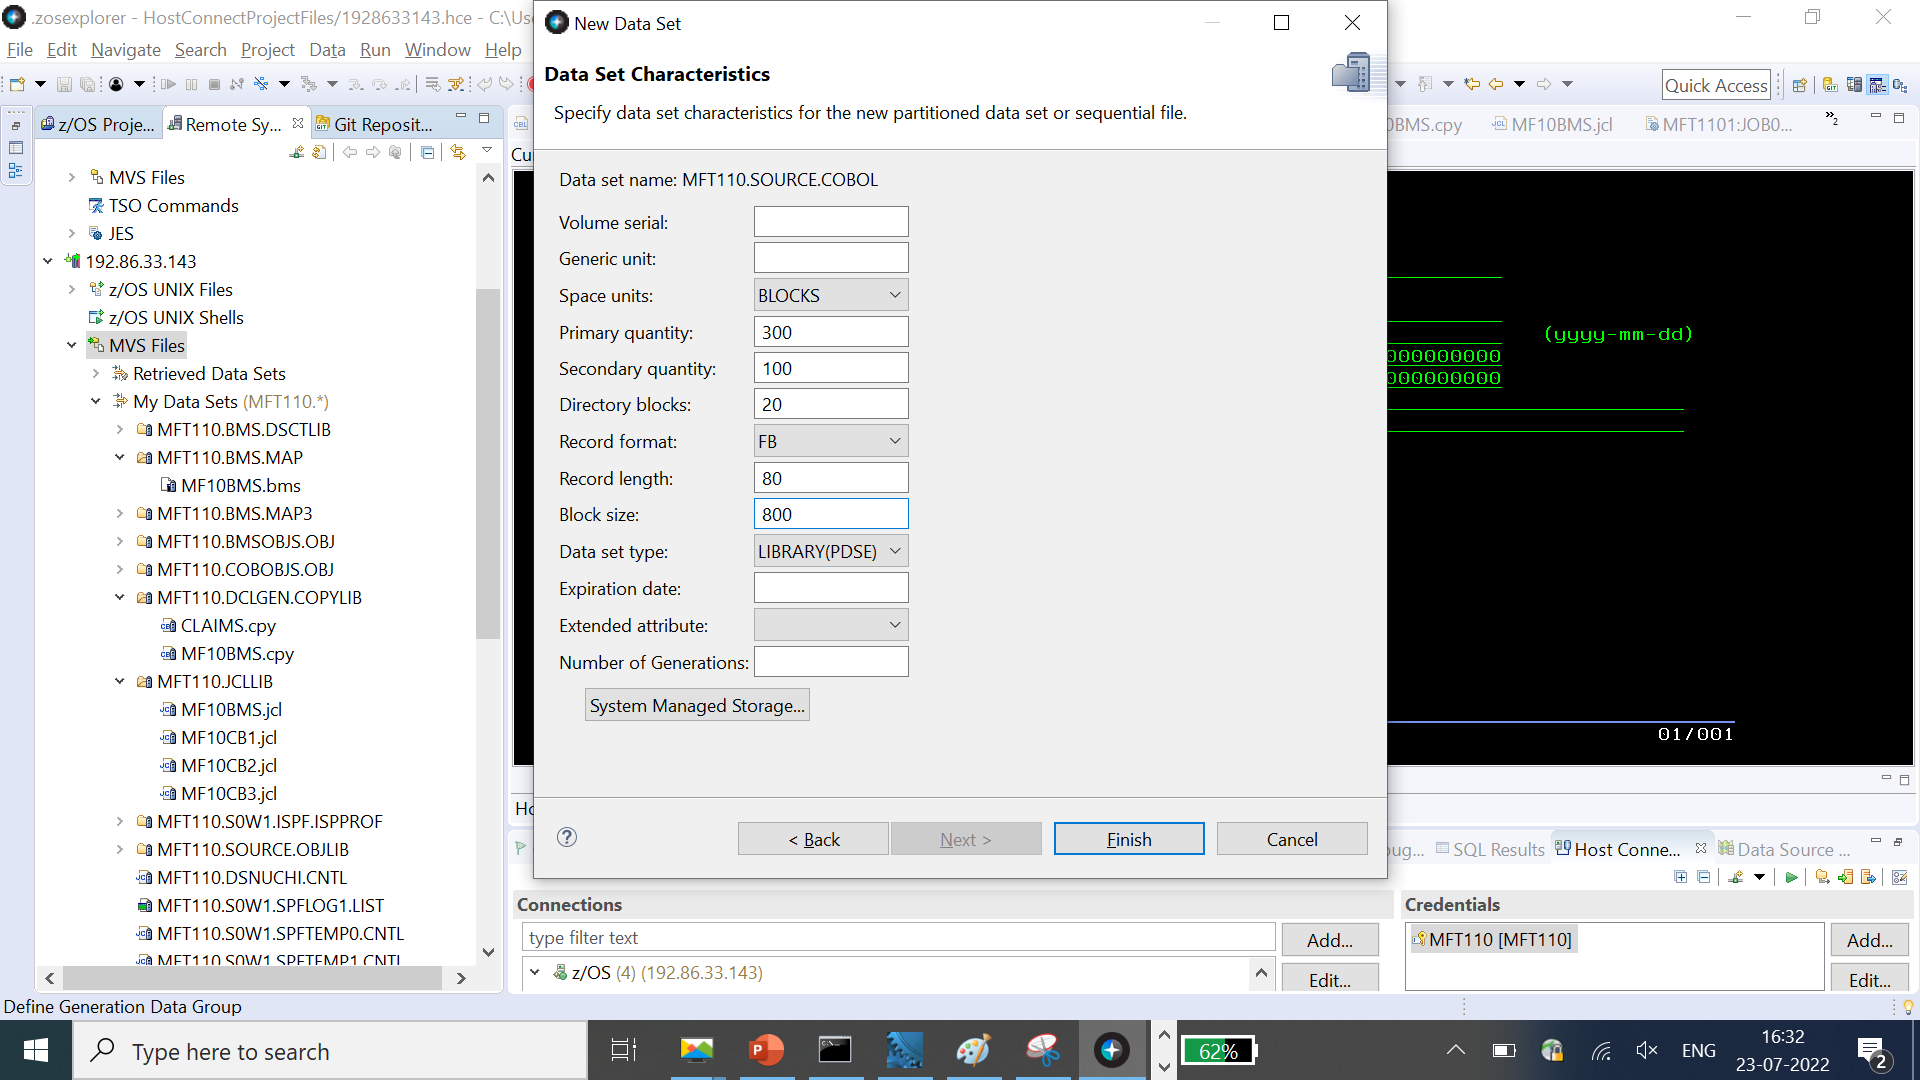 .zosexplorer - HostConnectProjectFiles/1928633143.hce - C:\Use
File Edit Navigate Search Project Data Run Window Help
Quick Access
z/OS Proje...
Remote Sy...
Git Reposit...
MVS Files
TSO Commands
JES
192.86.33.143
z/OS UNIX Files
z/OS UNIX Shells
MVS Files
Retrieved Data Sets
My Data Sets (MFT110.*)
MFT110.BMS.DSCTLIB
MFT110.BMS.MAP
MF10BMS.bms
MFT110.BMS.MAP3
MFT110.BMSOBJS.OBJ
MFT110.COBOBJS.OBJ
MFT110.DCLGEN.COPYLIB
CLAIMS.cpy
MF10BMS.cpy
MFT110.JCLLIB
MF10BMS.jcl
MF10CB1.jcl
MF10CB2.jcl
MF10CB3.jcl
MFT110.S0W1.ISPF.ISPPROF
MFT110.SOURCE.OBJLIB
MFT110.DSNUCHI.CNTL
MFT110.S0W1.SPFLOG1.LIST
MFT110.S0W1.SPFTEMP0.CNTL
MFT110.S0W1.SPFTEMP1.CNTL
Define Generation Data Group
New Data Set
Data Set Characteristics
Specify data set characteristics for the new partitioned data set or sequential file.
Data set name: MFT110.SOURCE.COBOL
Volume serial:
Generic unit:
Space units: BLOCKS
Primary quantity: 300
Secondary quantity: 100
Directory blocks: 20
Record format: FB
Record length: 80
Block size: 800
Data set type: LIBRARY(PDSE)
Expiration date:
Extended attribute:
Number of Generations:
System Managed Storage...
< Back
Next >
Finish
Cancel
Cu
0BMS.cpy
MF10BMS.jcl
MFT1101:JOB0...
2
(yyyy-mm-dd)
000000000
000000000
01/001
Ho
ug...
SQL Results
Host Conne...
Data Source ...
Connections
type filter text
Add...
z/OS (4) (192.86.33.143)
Edit...
Credentials
MFT110 [MFT110]
Add...
Edit...
Type here to search
62%
ENG
16:32
23-07-2022
2